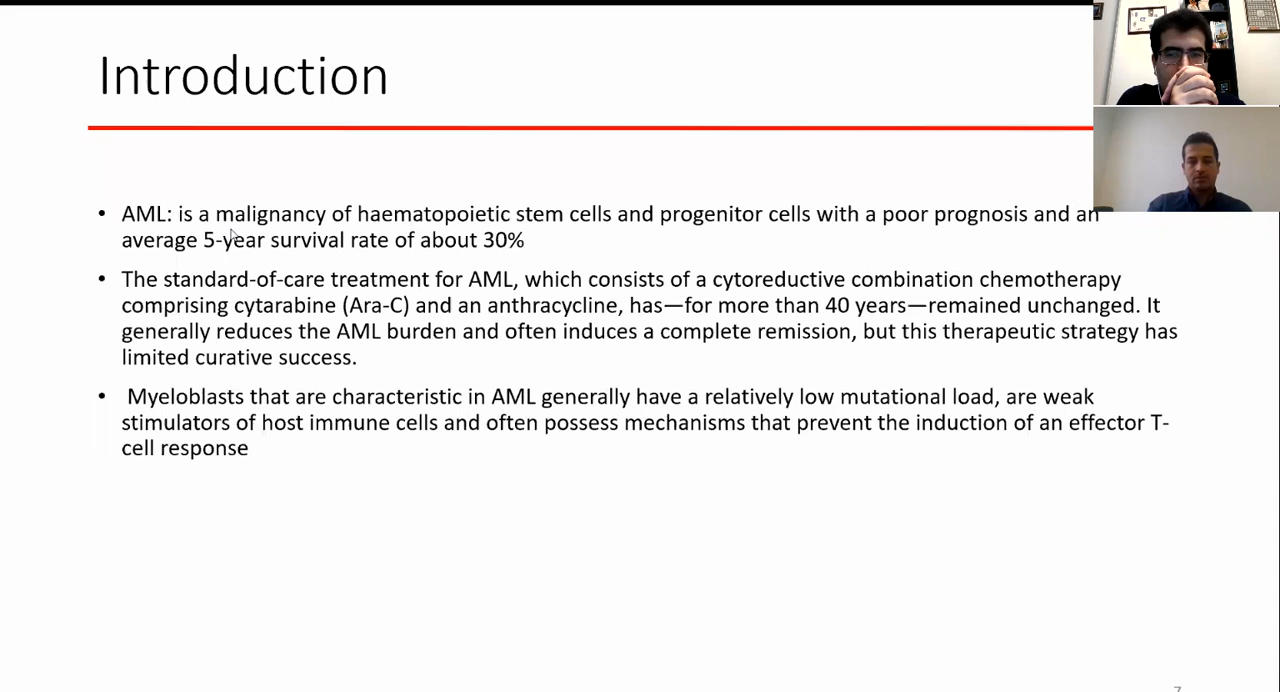 Introduction
• AML: is a malignancy of haematopoietic stem cells and progenitor cells with a poor prognosis and an
average 5-year survival rate of about 30%
• The standard-of-care treatment for AML, which consists of a cytoreductive combination chemotherapy
comprising cytarabine (Ara-C) and an anthracycline, has—for more than 40 years—remained unchanged. It
generally reduces the AML burden and often induces a complete remission, but this therapeutic strategy has
limited curative success.
• Myeloblasts that are characteristic in AML generally have a relatively low mutational load, are weak
stimulators of host immune cells and often possess mechanisms that prevent the induction of an effector T-
cell response